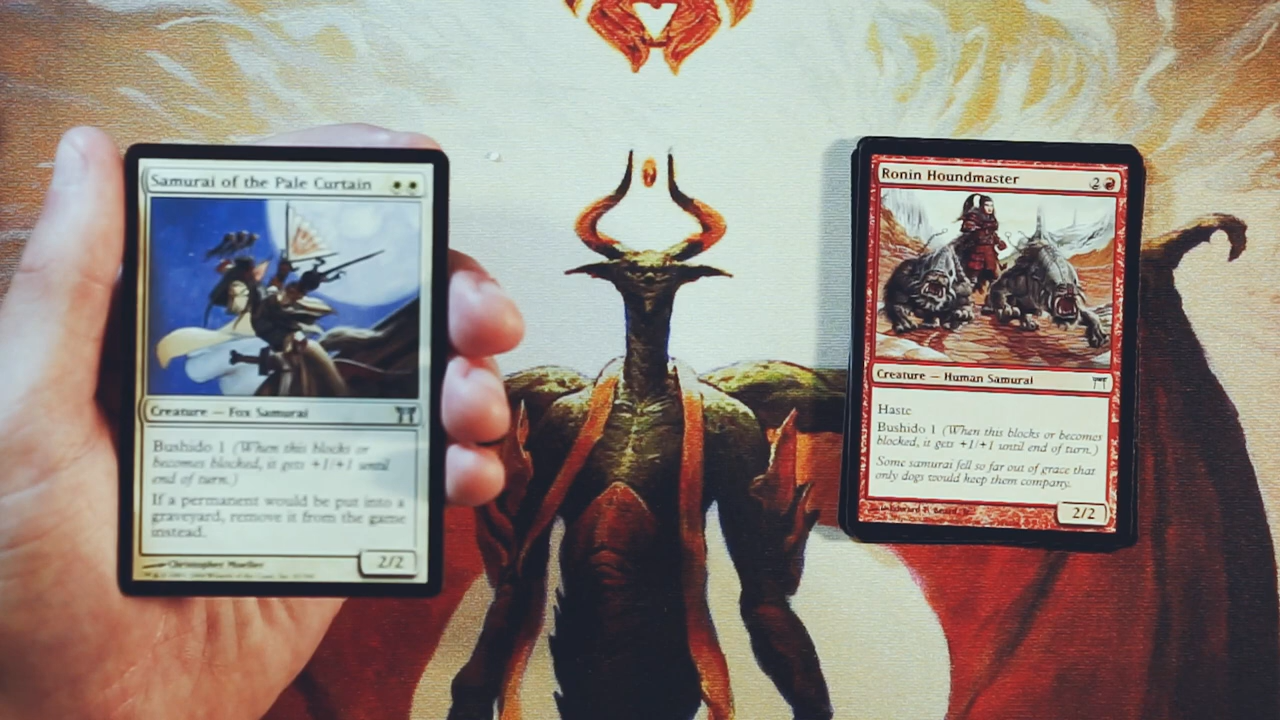 Samurai of the Pale Curtain
Creature — Fox Samurai
Bushido 1 (When this blocks or
becomes blocked, it gets +1/+1 until
end of turn.)
If a permanent would be put into a
graveyard, remove it from the game
instead.
2/2
Christopher Moeller
Ronin Houndmaster
2
Creature — Human Samurai
Haste
Bushido 1 (When this blocks or becomes
blocked, it gets +1/+1 until end of turn.)
Some samurai fell so far out of grace that
only dogs would keep them company.
2/2